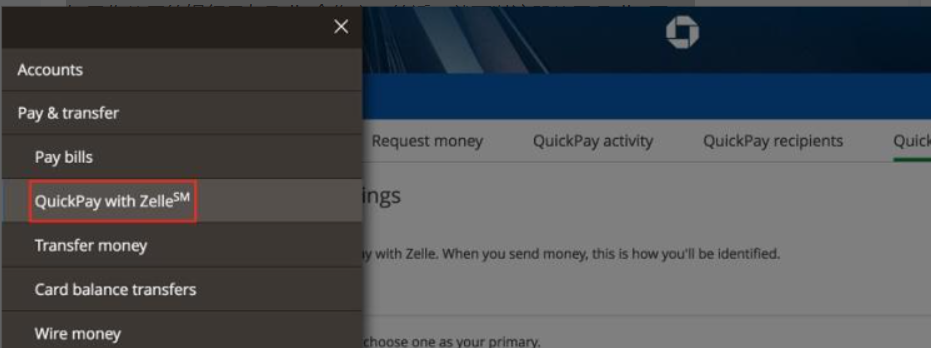 ×
Accounts
Pay & transfer
Pay bills
QuickPay with Zelle℠
Transfer money
Card balance transfers
Wire money
Request money
QuickPay activity
QuickPay recipients
Quick
ings
y with Zelle. When you send money, this is how you'll be identified.
choose one as your primary.